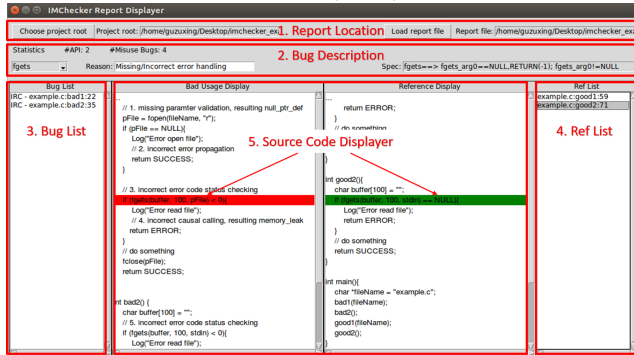 IMChecker Report Displayer
Choose project root Project root: /home/guzuxing/Desktop/imchecker_exa 1. Report Location Load report file Report file: /home/guzuxing/Desktop/imchecker_exa
Statistics #API: 2 #Misuse Bugs: 4
2. Bug Description
fgets Reason: Missing/Incorrect error handling Spec: fgets==> fgets_arg0==NULL,RETURN(-1); fgets_arg0!=NULL
Bug List
IRC - example.c:bad1:22
IRC - example.c:bad2:35
3. Bug List
Bad Usage Display
...
// 1. missing paramter validation, resulting null_ptr_def
pFile = fopen(fileName, "r");
if (pFile == NULL){
Log("Error open file");
// 2. incorrect error propagation
return SUCCESS;
}
// 3. incorrect error code status checking
if (fgets(buffer, 100, pFile) < 0){
Log("Error read file");
// 4. incorrect causal calling, resulting memory_leak
return ERROR;
}
// do something
fclose(pFile);
return SUCCESS;
int bad2() {
char buffer[100] = "";
// 5. incorrect error code status checking
if (fgets(buffer, 100, stdin) < 0){
Log("Error read file");
5. Source Code Displayer
Reference Display
...
return ERROR;
}
// do something
}
int good2(){
char buffer[100] = "";
if (fgets(buffer, 100, stdin) == NULL){
Log("Error read file");
return ERROR;
}
// do something
return SUCCESS;
}
int main(){
char *fileName = "example.c";
bad1(fileName);
bad2();
good1(fileName);
good2();
}
Ref List
example.c:good1:59
example.c:good2:71
4. Ref List